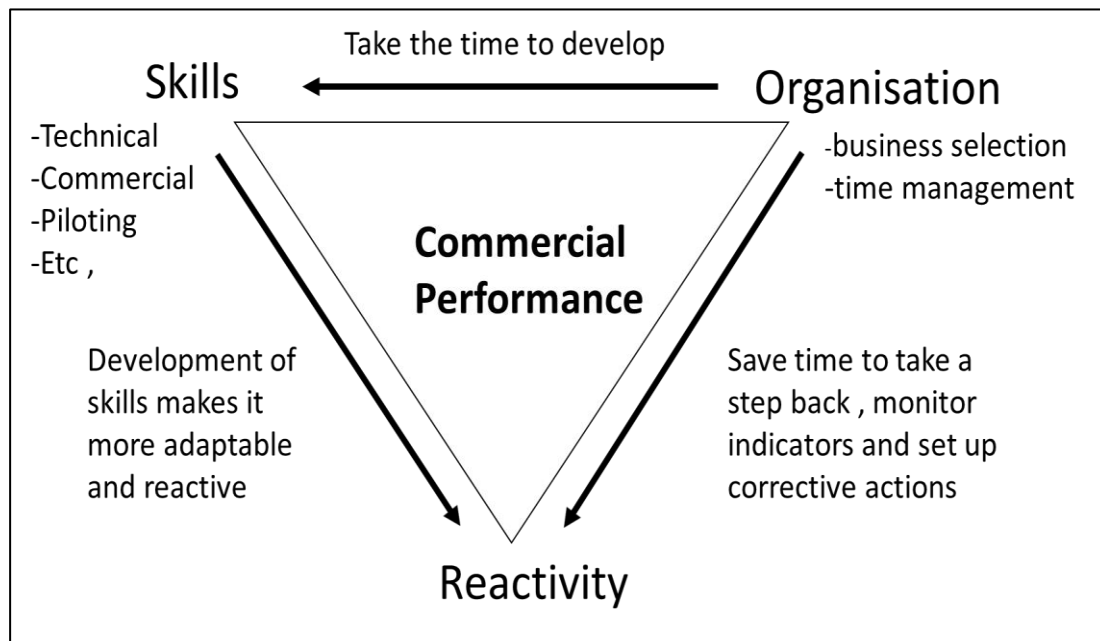 Take the time to develop
Skills
Organisation
-Technical
-Commercial
-Piloting
-Etc ,
-business selection
-time management
Commercial
Performance
Development of
skills makes it
more adaptable
and reactive
Save time to take a
step back , monitor
indicators and set up
corrective actions
Reactivity